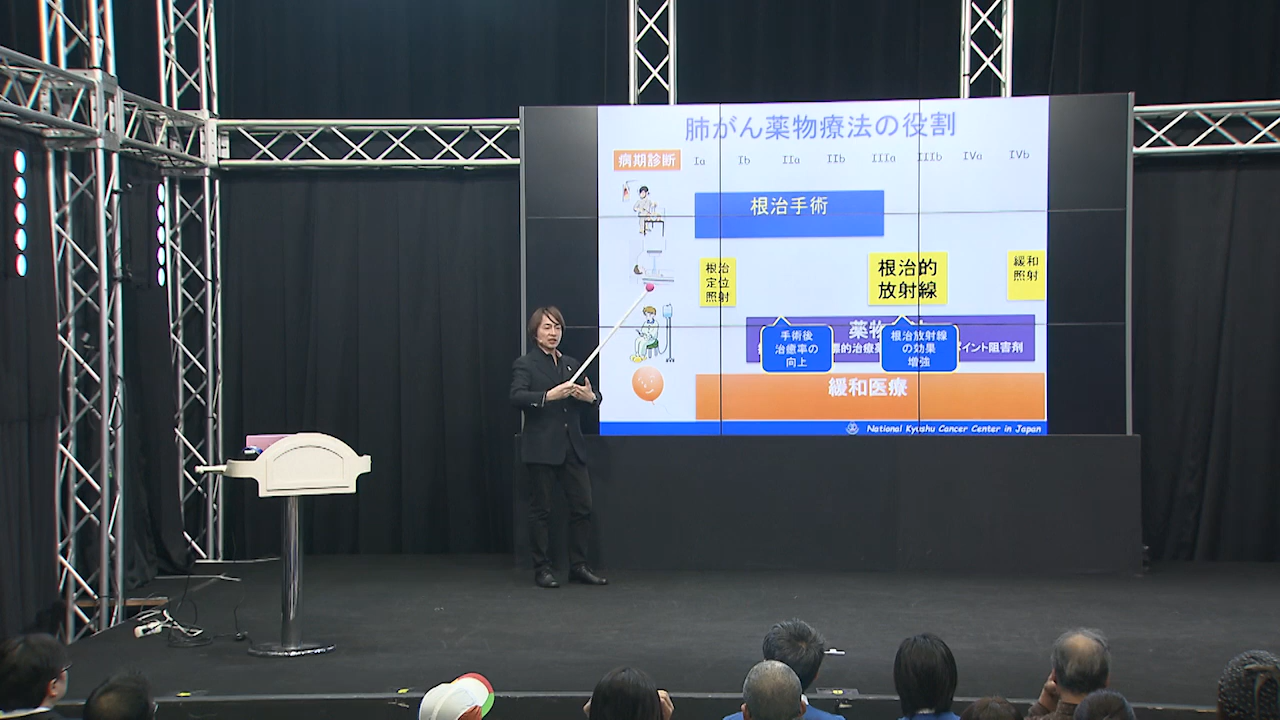 肺がん薬物療法の役割
病期診断 Ia Ib IIa IIb IIIa IIIb IVa IVb
根治手術
根治
定位
照射
根治的
放射線
緩和
照射
薬物
手術後
治癒率の
向上
的治療薬
根治放射線
の効果
増強
イント阻害剤
緩和医療
National Kyushu Cancer Center in Japan